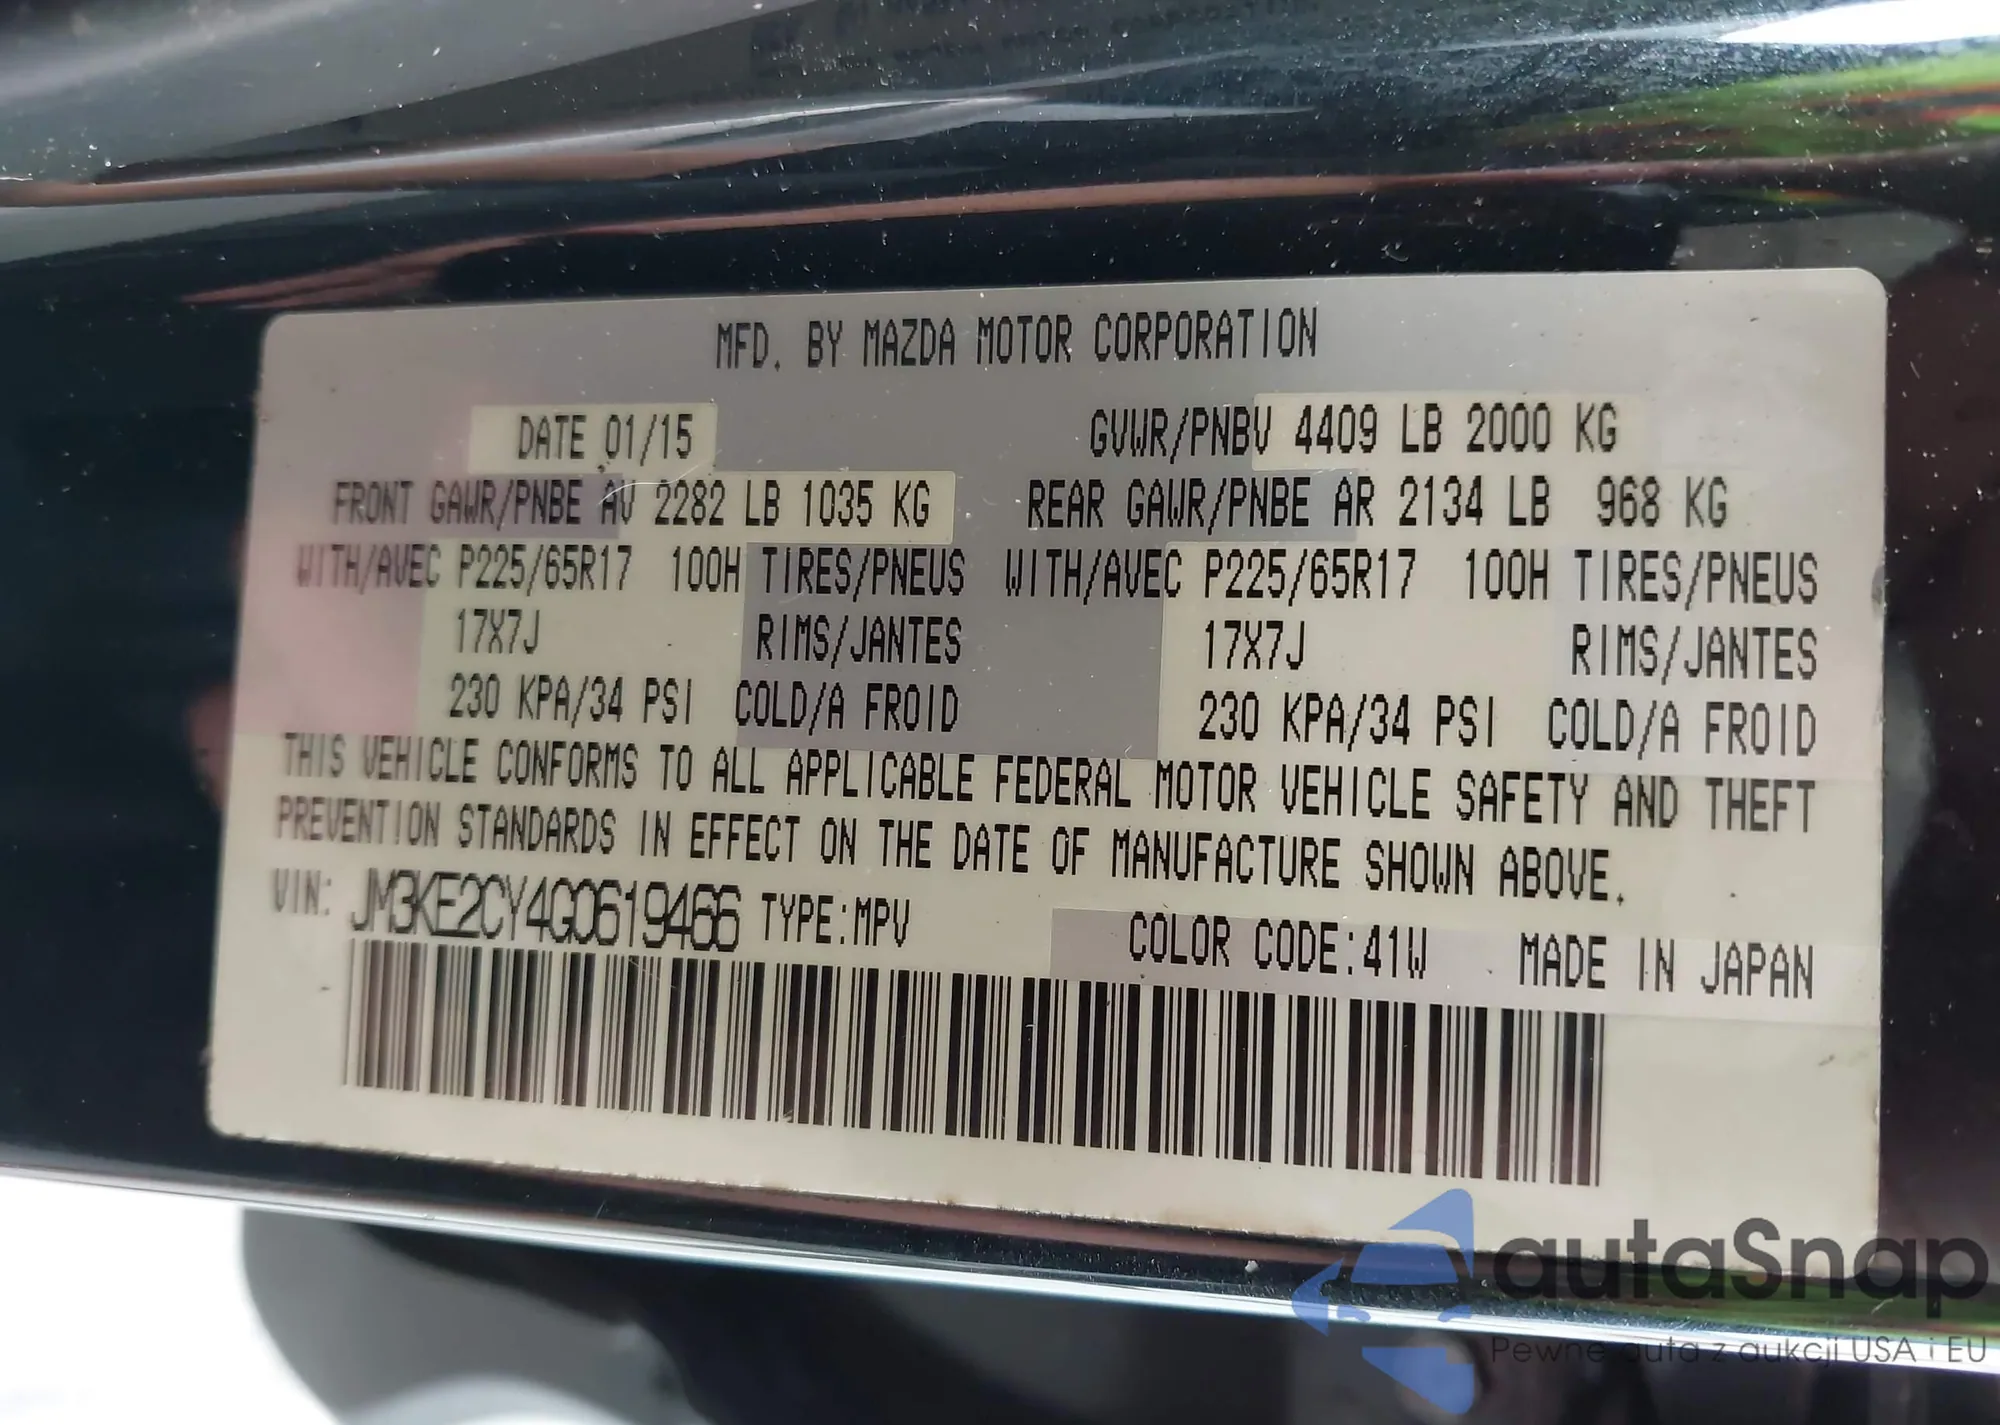 MFD. BY MAZDA MOTOR CORPORATION
DATE 01/15 GVWR/PNBV 4409 LB 2000 KG
FRONT GAWR/PNBE AV 2282 LB 1035 KG REAR GAWR/PNBE AR 2134 LB 968 KG
WITH/AVEC P225/65R17 100H TIRES/PNEUS WITH/AVEC P225/65R17 100H TIRES/PNEUS
17X7J RIMS/JANTES 17X7J RIMS/JANTES
230 KPA/34 PSI COLD/A FROID 230 KPA/34 PSI COLD/A FROID
THIS VEHICLE CONFORMS TO ALL APPLICABLE FEDERAL MOTOR VEHICLE SAFETY AND THEFT
PREVENTION STANDARDS IN EFFECT ON THE DATE OF MANUFACTURE SHOWN ABOVE.
VIN: JM3KE2CY4G0619466 TYPE:MPV COLOR CODE:41W MADE IN JAPAN
autaSnap
Pewne auta z aukcji USA i EU